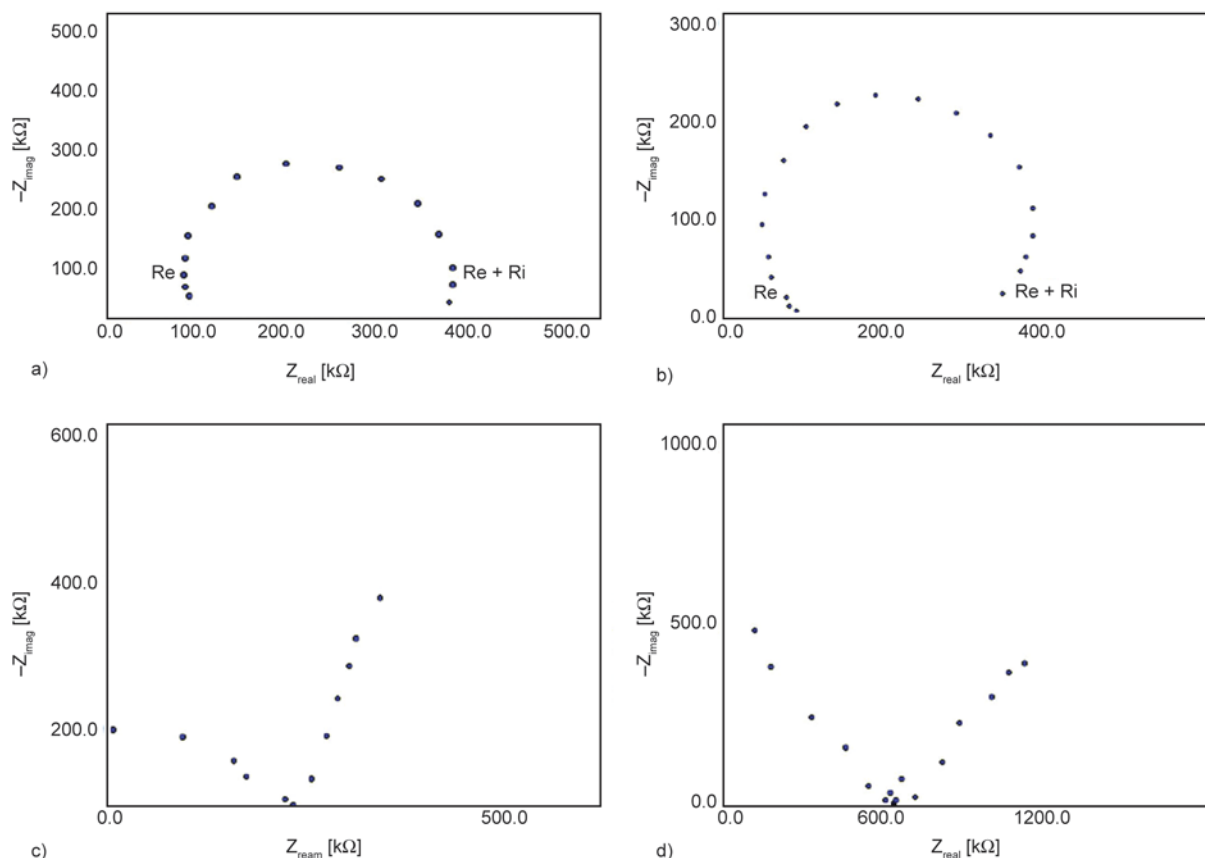 500.0
400.0
300.0
200.0
100.0
–Zimag [kΩ]
Re
Re + Ri
0.0 100.0 200.0 300.0 400.0 500.0
Zreal [kΩ]
a)
300.0
200.0
100.0
0.0
–Zimag [kΩ]
Re
Re + Ri
0.0 200.0 400.0
Zreal [kΩ]
b)
600.0
400.0
200.0
–Zimag [kΩ]
0.0 500.0
Zream [kΩ]
c)
1000.0
500.0
0.0
–Zimag [kΩ]
0.0 600.0 1200.0
Zreal [kΩ]
d)